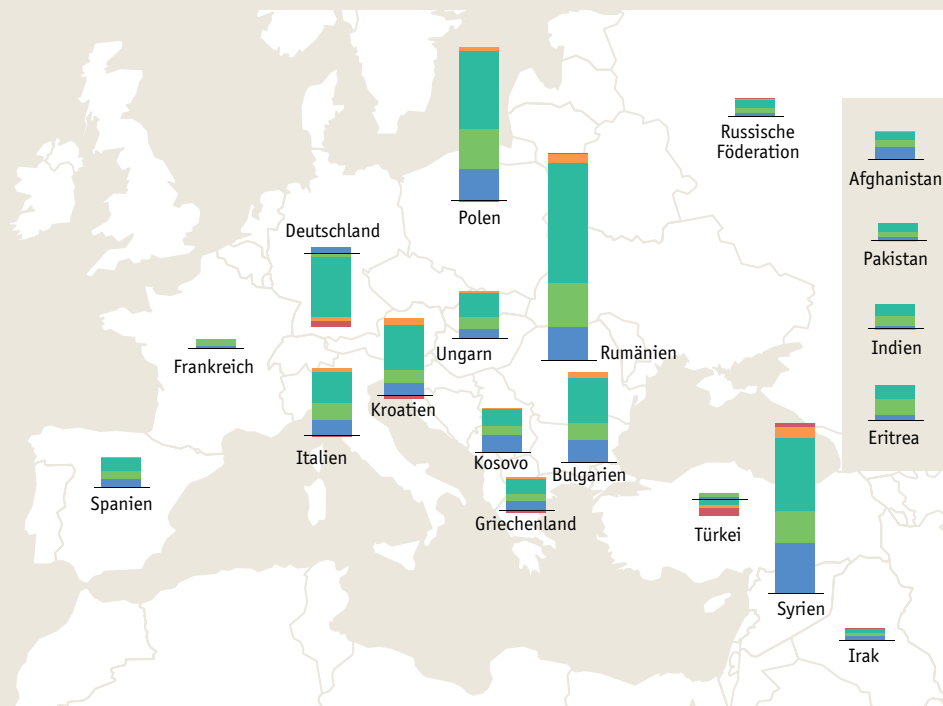 Russische
Föderation
Afghanistan
Polen
Deutschland
Pakistan
Indien
Ungarn
Rumänien
Frankreich
Kroatien
Eritrea
Italien
Kosovo
Bulgarien
Spanien
Griechenland
Türkei
Syrien
Irak